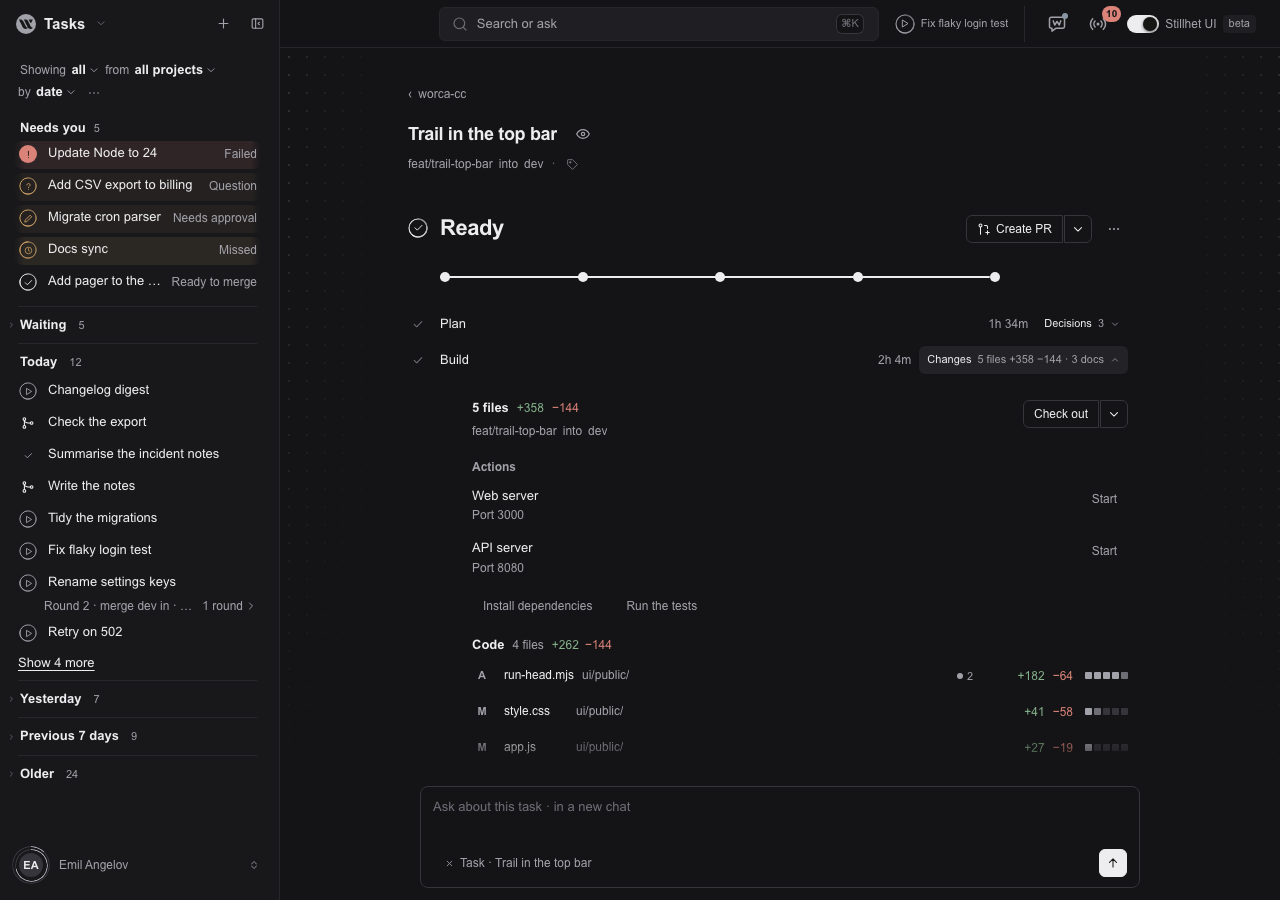 Tasks
Search or ask
⌘K
Fix flaky login test
10
Stillhet UI
beta
Showing all from all projects
by date ···
Needs you 5
Update Node to 24 Failed
Add CSV export to billing Question
Migrate cron parser Needs approval
Docs sync Missed
Add pager to the … Ready to merge
Waiting 5
Today 12
Changelog digest
Check the export
Summarise the incident notes
Write the notes
Tidy the migrations
Fix flaky login test
Rename settings keys
Round 2 · merge dev in · … 1 round
Retry on 502
Show 4 more
Yesterday 7
Previous 7 days 9
Older 24
EA
Emil Angelov
‹ worca-cc
Trail in the top bar
feat/trail-top-bar into dev ·
Ready
Create PR
···
Plan 1h 34m Decisions 3
Build 2h 4m Changes 5 files +358 −144 · 3 docs
5 files +358 −144
Check out
feat/trail-top-bar into dev
Actions
Web server
Start
Port 3000
API server
Start
Port 8080
Install dependencies Run the tests
Code 4 files +262 −144
A run-head.mjs ui/public/ 2 +182 −64
M style.css ui/public/ +41 −58
M app.js ui/public/ +27 −19
Ask about this task · in a new chat
× Task · Trail in the top bar